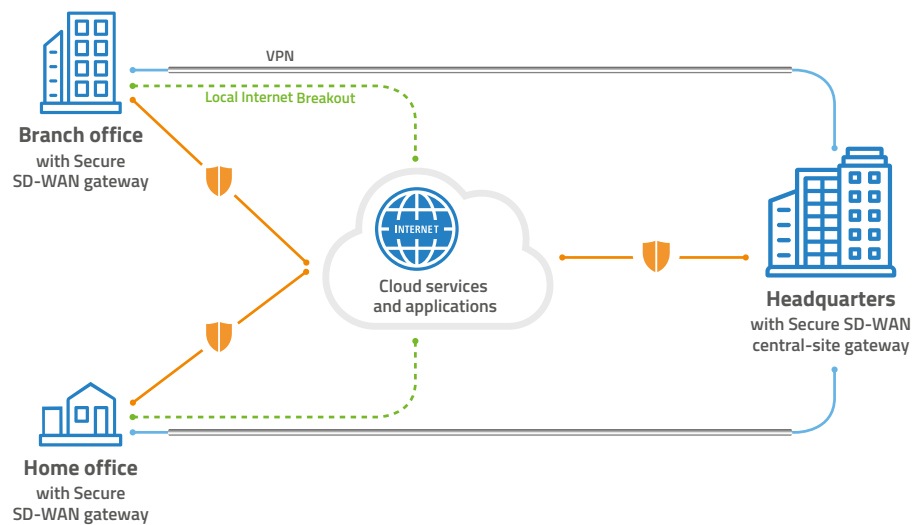 VPN
Local Internet Breakout
Branch office
with Secure
SD-WAN gateway
INTERNET
Cloud services
and applications
Headquarters
with Secure SD-WAN
central-site gateway
Home office
with Secure
SD-WAN gateway